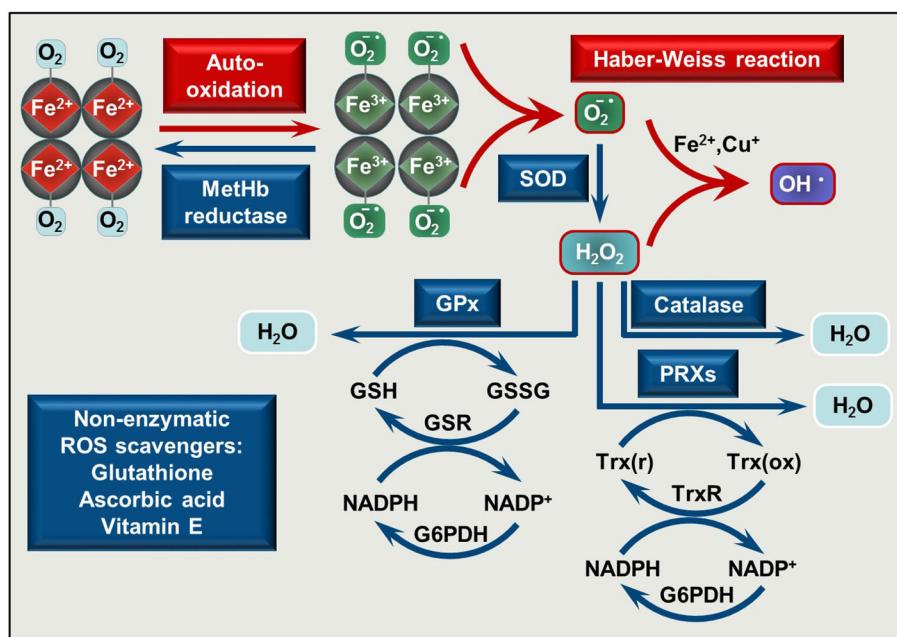 O₂ O₂
Fe²⁺ Fe²⁺
Fe²⁺ Fe²⁺
O₂ O₂
Auto-
oxidation
MetHb
reductase
O₂⁻• O₂⁻•
Fe³⁺ Fe³⁺
Fe³⁺ Fe³⁺
O₂⁻• O₂⁻•
Haber-Weiss reaction
O₂⁻•
Fe²⁺,Cu⁺
SOD
OH •
H₂O₂
GPx
Catalase
H₂O
H₂O
PRXs
GSH GSSG
H₂O
GSR
Non-enzymatic
ROS scavengers:
Glutathione
Ascorbic acid
Vitamin E
Trx(r) Trx(ox)
TrxR
NADPH NADP⁺
G6PDH
NADPH NADP⁺
G6PDH